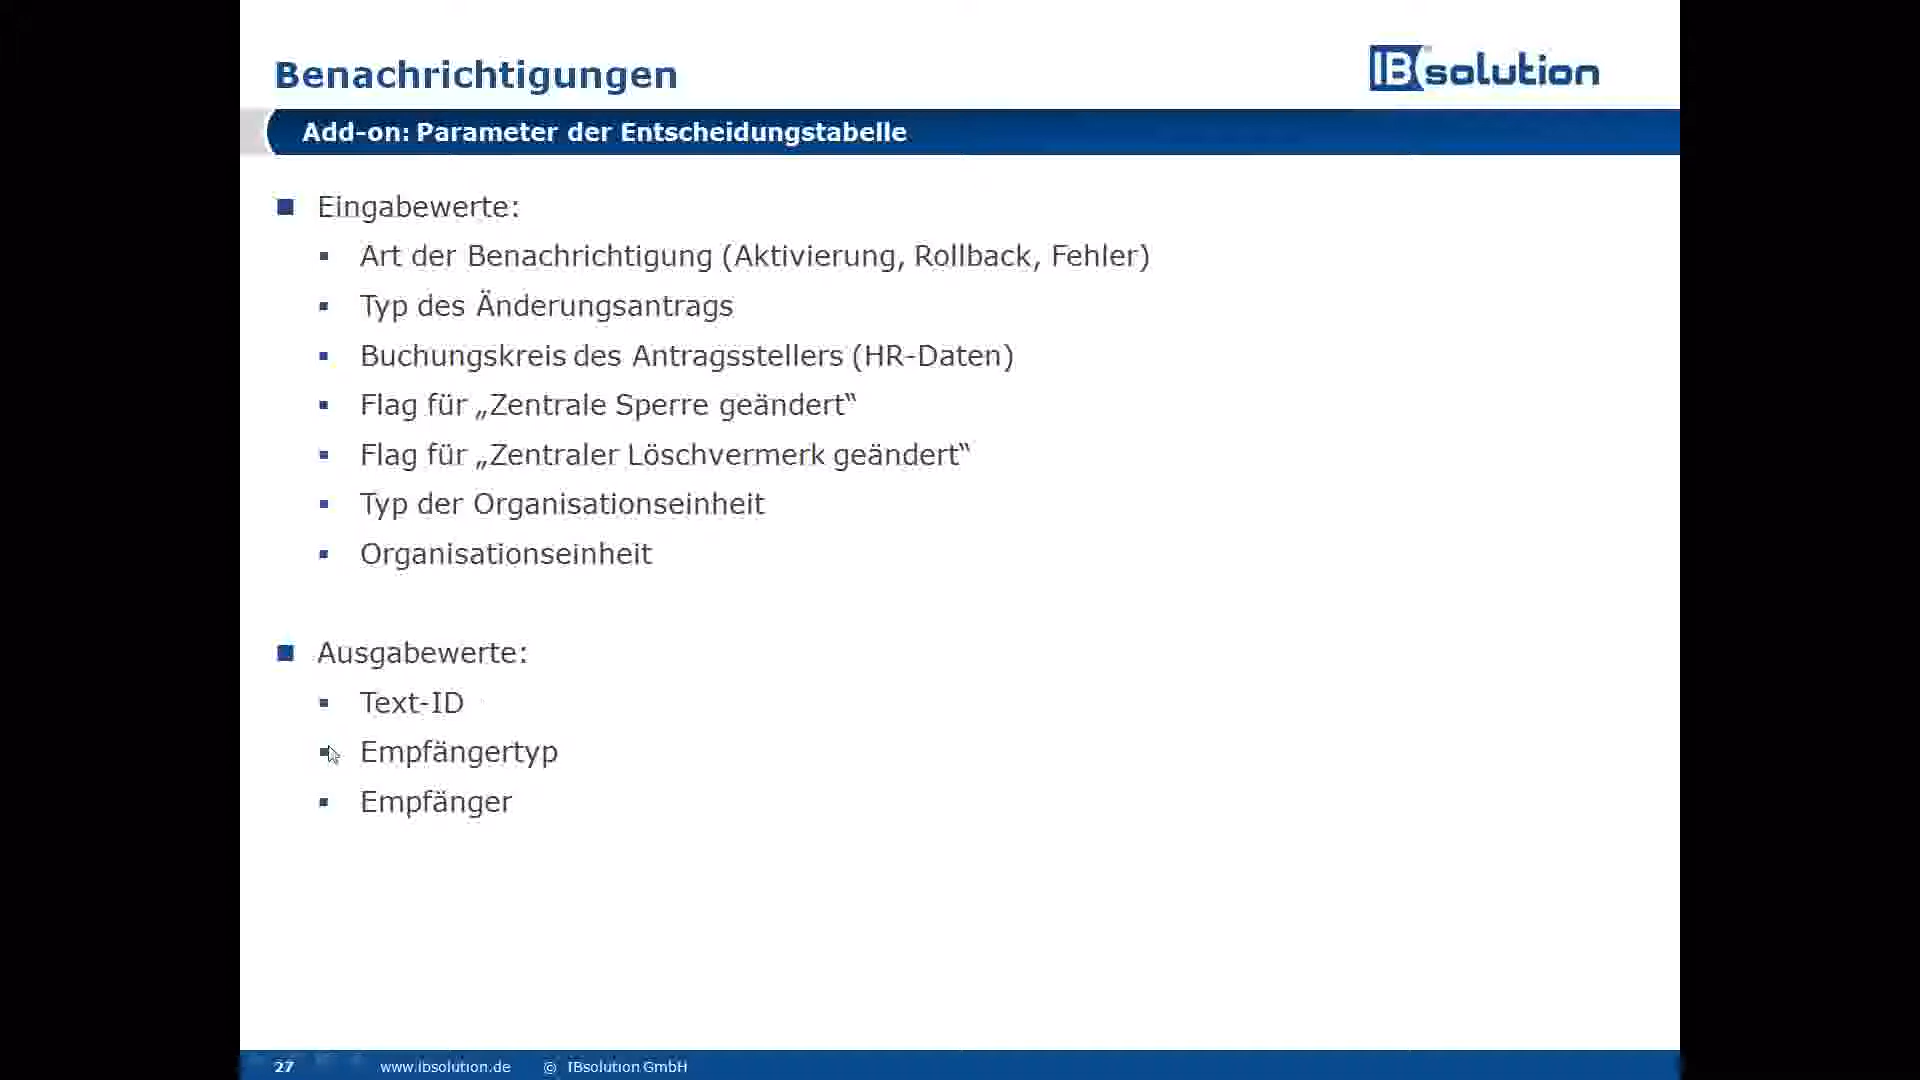 Benachrichtigungen
IBsolution
Add-on: Parameter der Entscheidungstabelle
Eingabewerte:
Art der Benachrichtigung (Aktivierung, Rollback, Fehler)
Typ des Änderungsantrags
Buchungskreis des Antragsstellers (HR-Daten)
Flag für „Zentrale Sperre geändert“
Flag für „Zentraler Löschvermerk geändert“
Typ der Organisationseinheit
Organisationseinheit
Ausgabewerte:
Text-ID
Empfängertyp
Empfänger
27 www.ibsolution.de © IBsolution GmbH